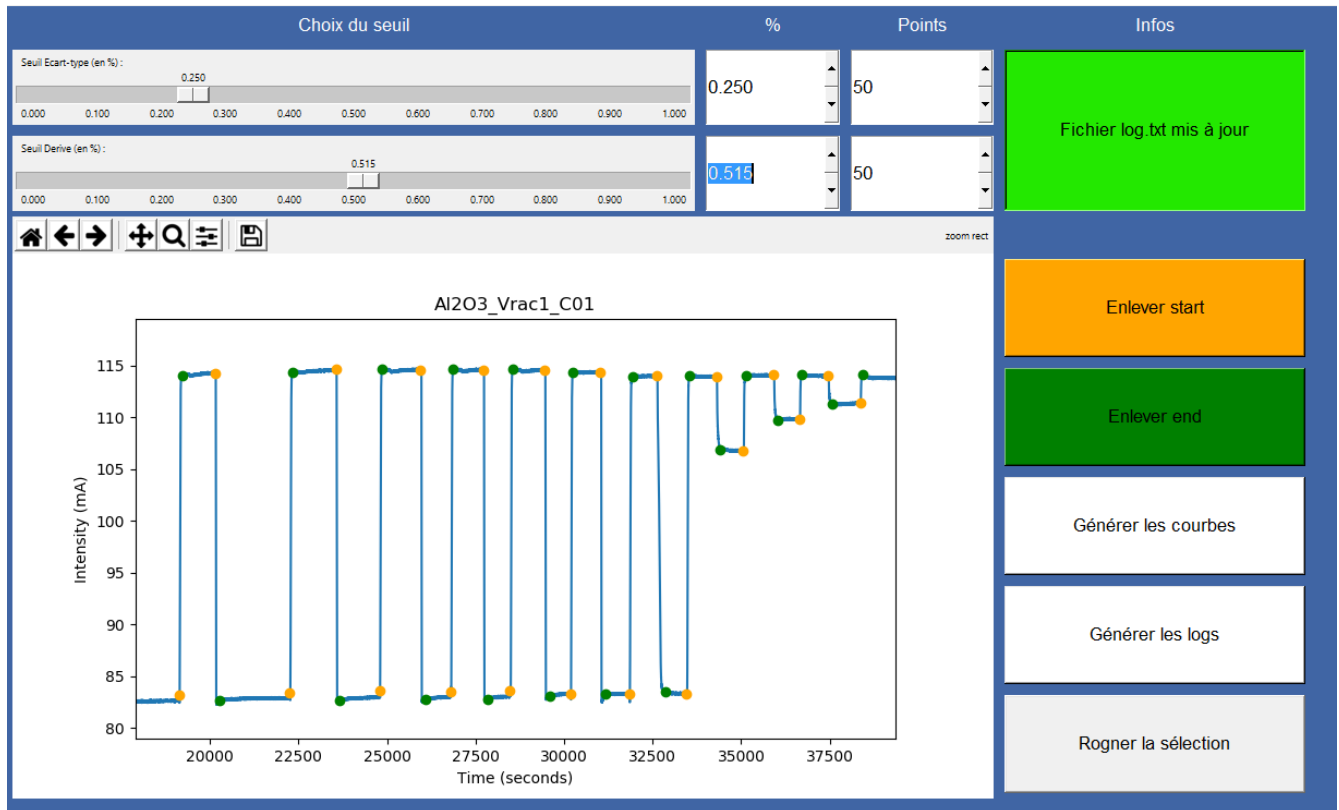 Choix du seuil % Points Infos
Seuil Ecart-type (en %) :
0.250
0.000 0.100 0.200 0.300 0.400 0.500 0.600 0.700 0.800 0.900 1.000
0.250 50
Fichier log.txt mis à jour
Seuil Derive (en %) :
0.515
0.000 0.100 0.200 0.300 0.400 0.500 0.600 0.700 0.800 0.900 1.000
0.515 50
zoom rect
Al2O3_Vrac1_C01
115
110
105
100
95
90
85
80
Intensity (mA)
20000 22500 25000 27500 30000 32500 35000 37500
Time (seconds)
Enlever start
Enlever end
Générer les courbes
Générer les logs
Rogner la sélection